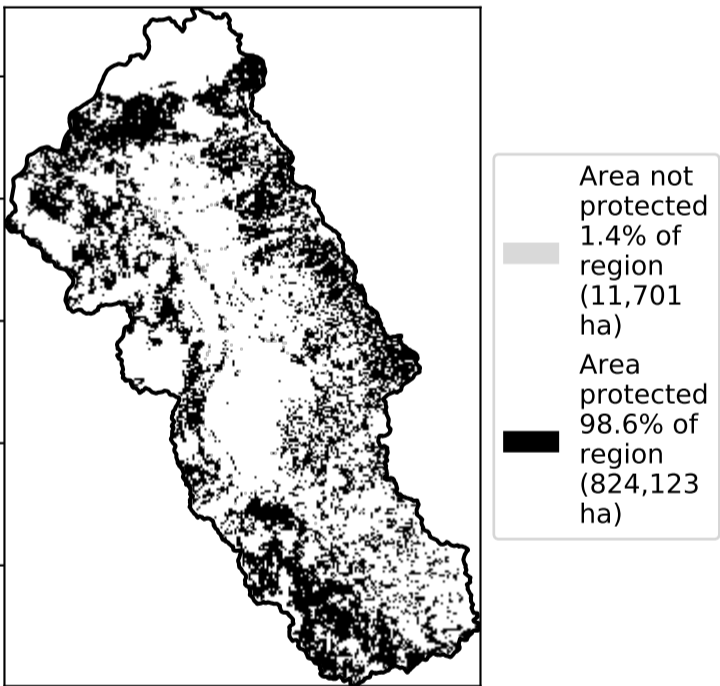 Area not
protected
1.4% of
region
(11,701
ha)
Area
protected
98.6% of
region
(824,123
ha)